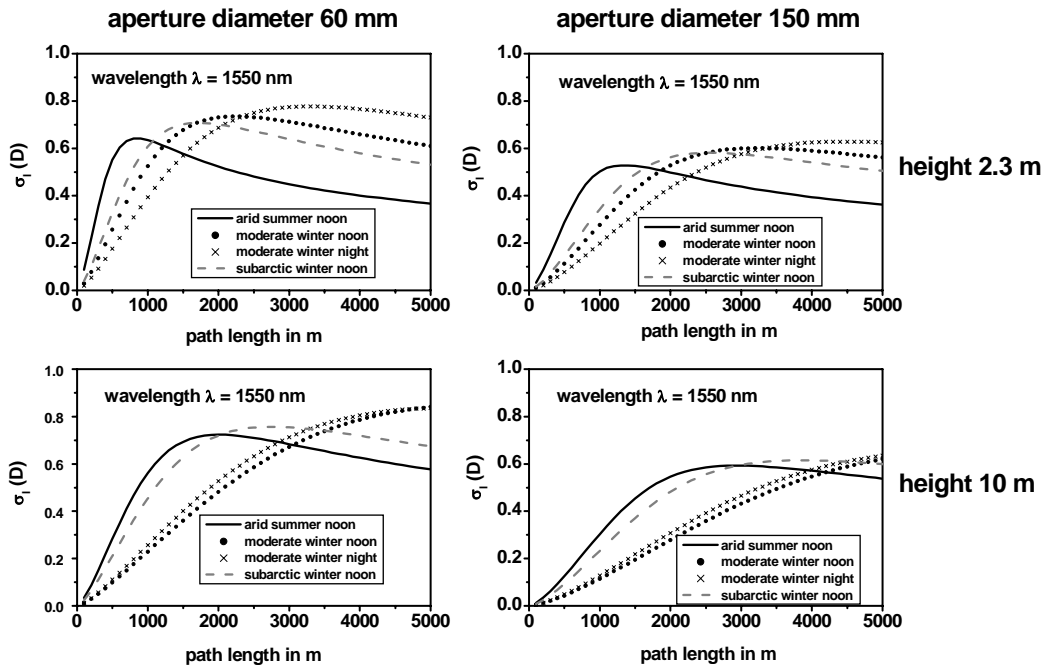 aperture diameter 60 mm
aperture diameter 150 mm
wavelength λ = 1550 nm
σI (D)
1.0
0.8
0.6
0.4
0.2
0.0
arid summer noon
moderate winter noon
moderate winter night
subarctic winter noon
0 1000 2000 3000 4000 5000
path length in m
wavelength λ = 1550 nm
σI (D)
1.0
0.8
0.6
0.4
0.2
0.0
arid summer noon
moderate winter noon
moderate winter night
subarctic winter noon
0 1000 2000 3000 4000 5000
path length in m
height 2.3 m
wavelength λ = 1550 nm
σI (D)
1.0
0.8
0.6
0.4
0.2
0.0
arid summer noon
moderate winter noon
moderate winter night
subarctic winter noon
0 1000 2000 3000 4000 5000
path length in m
wavelength λ = 1550 nm
σI (D)
1.0
0.8
0.6
0.4
0.2
0.0
arid summer noon
moderate winter noon
moderate winter night
subarctic winter noon
0 1000 2000 3000 4000 5000
path length in m
height 10 m